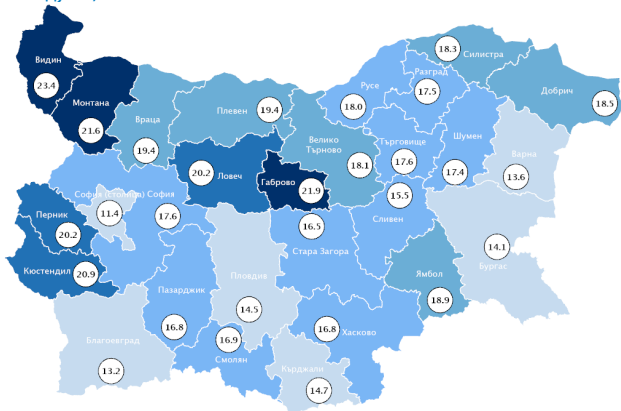 Видин
23.4
Монтана
21.6
Враца
19.4
Плевен
19.4
Ловеч
20.2
Габрово
21.9
Велико
Търново
18.1
Русе
18.0
Разград
17.5
Силистра
18.3
Добрич
18.5
Търговище
17.6
Шумен
17.4
Варна
13.6
София (столица)
11.4
София
17.6
Перник
20.2
Кюстендил
20.9
Благоевград
13.2
Пазарджик
16.8
Пловдив
14.5
Смолян
16.9
Стара Загора
16.5
Сливен
15.5
Ямбол
18.9
Бургас
14.1
Хасково
16.8
Кърджали
14.7